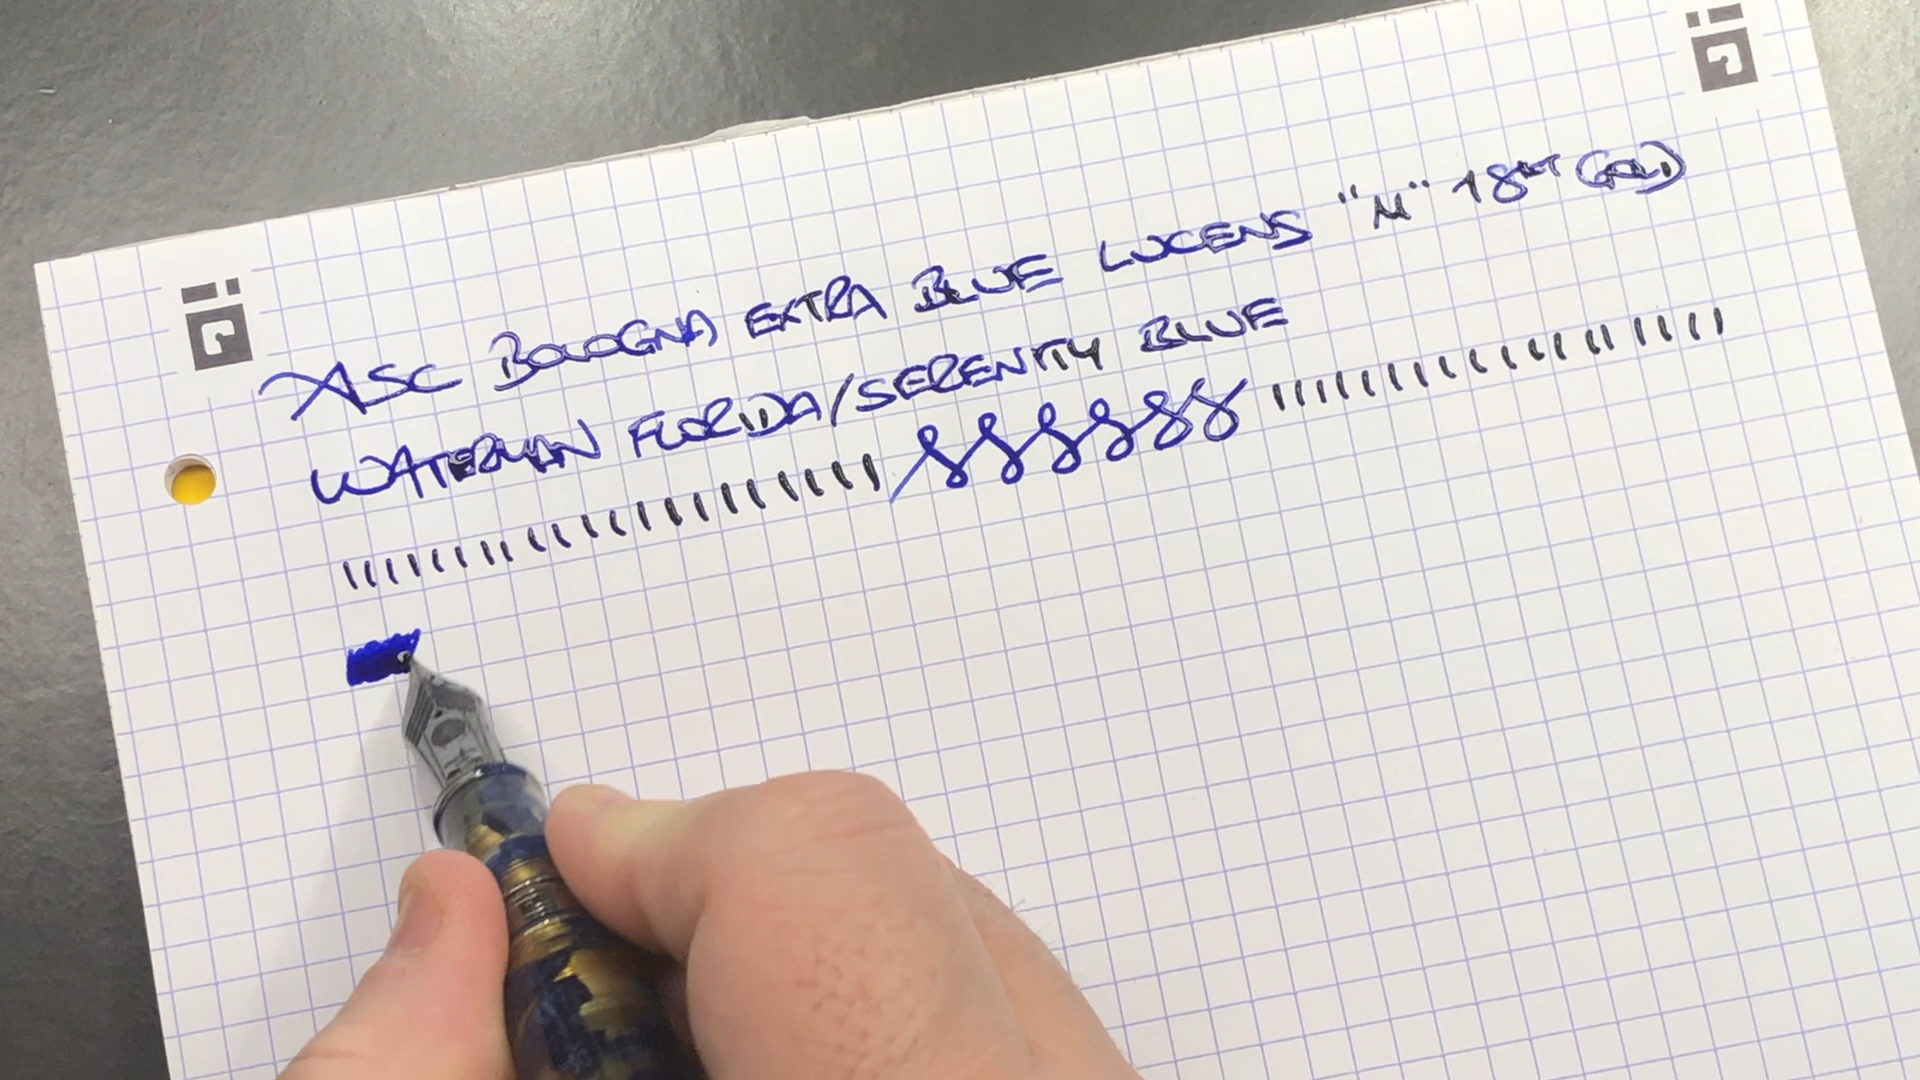 ASC BOLOGNA EXTRA BLUE LUCENS "M" 18KT GOLD
WATERMAN FLORIDA/SERENITY BLUE